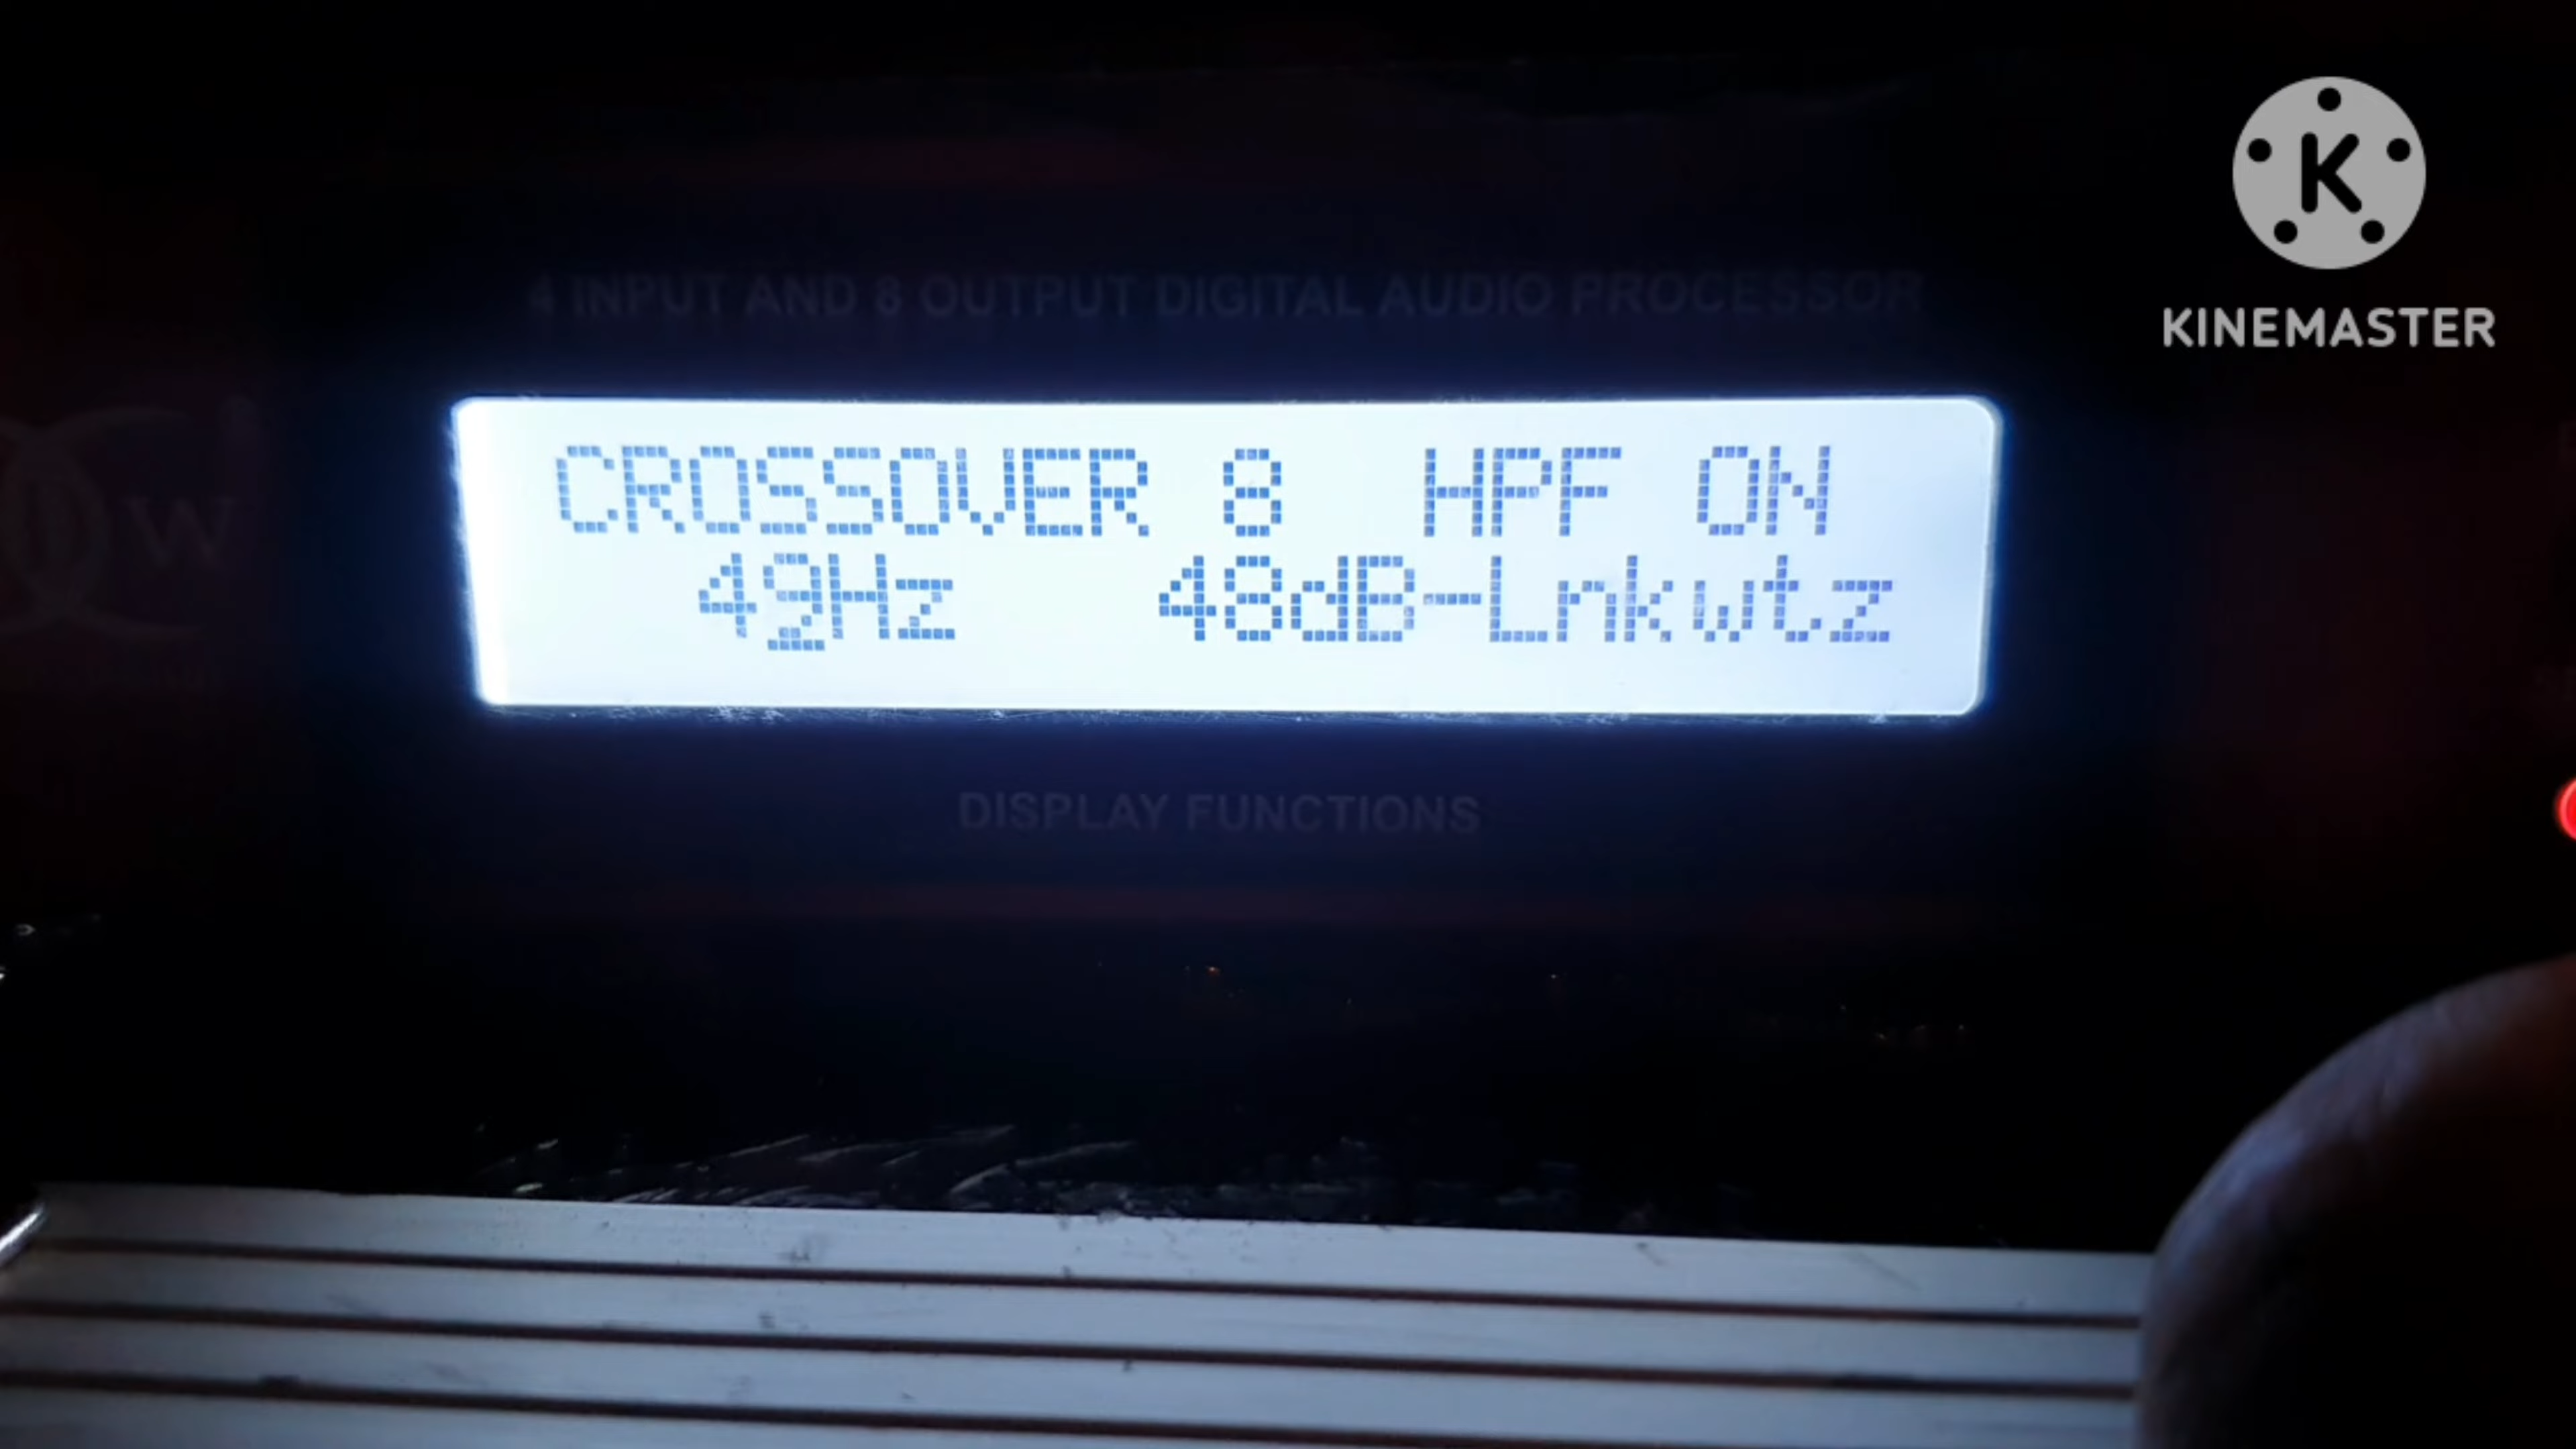 KINEMASTER
4 INPUT AND 8 OUTPUT DIGITAL AUDIO PROCESSOR
CROSSOVER 8 HPF ON
49Hz 48dB-Lnkwtz
DISPLAY FUNCTIONS